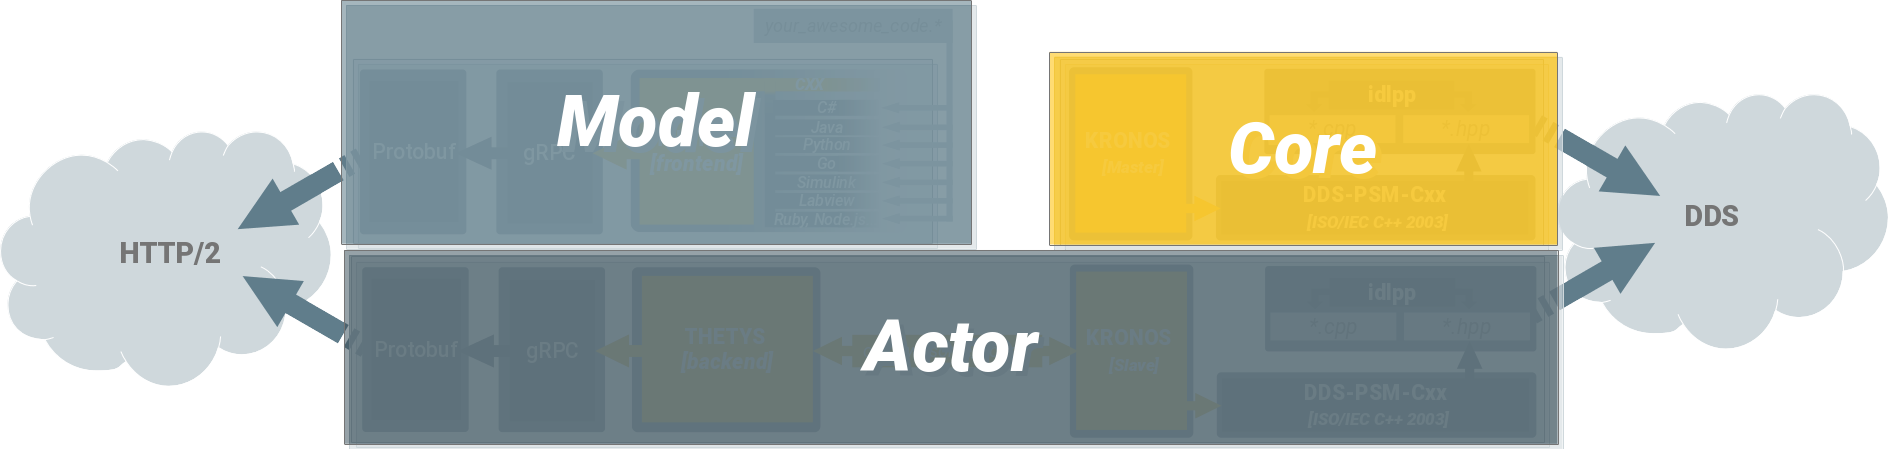 your_awesome_code.*
Model
Protobuf
gRPC
[frontend]
C#
Java
Python
Go
Simulink
Labview
Ruby, Node.js
Core
KRONOS
[Master]
idlpp
*.cpp
*.hpp
DDS-PSM-Cxx
[ISO/IEC C++ 2003]
HTTP/2
DDS
Actor
Protobuf
gRPC
THETYS
[backend]
KRONOS
[Slave]
idlpp
*.cpp
*.hpp
DDS-PSM-Cxx
[ISO/IEC C++ 2003]